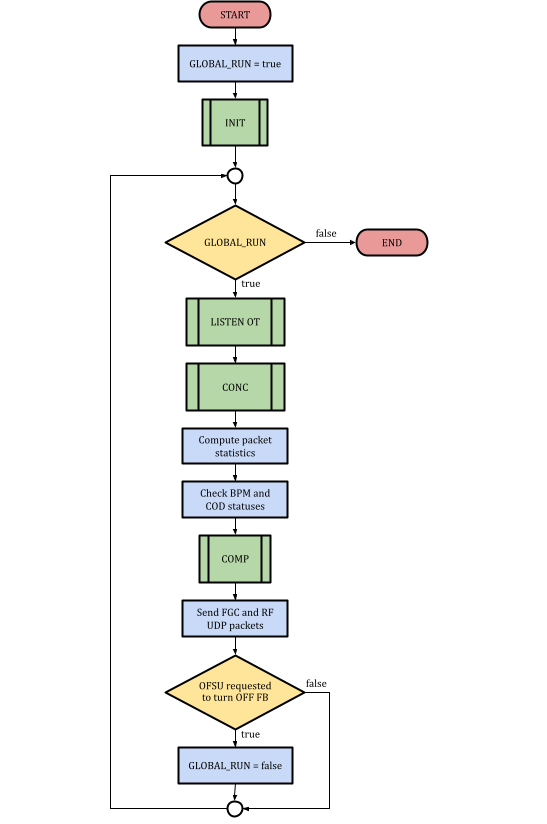 START
GLOBAL_RUN = true
INIT
GLOBAL_RUN
false
END
true
LISTEN OT
CONC
Compute packet
statistics
Check BPM and
COD statuses
COMP
Send FGC and RF
UDP packets
OFSU requested
to turn OFF FB
false
true
GLOBAL_RUN = false